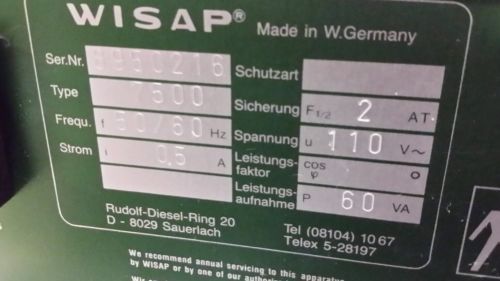 WISAP® Made in W.Germany
Ser.Nr. 8950216 Schutzart
Type 7500 Sicherung F1/2 2 AT
Frequ. f 50/60 Hz Spannung u 110 V~
Strom I 0,5 A Leistungs-
faktor cos φ
Leistungs-
aufnahme P 60 VA
Rudolf-Diesel-Ring 20 Tel (08104) 1067
D - 8029 Sauerlach Telex 5-28197
We recommend annual servicing to this apparatus
by WISAP or by one of our